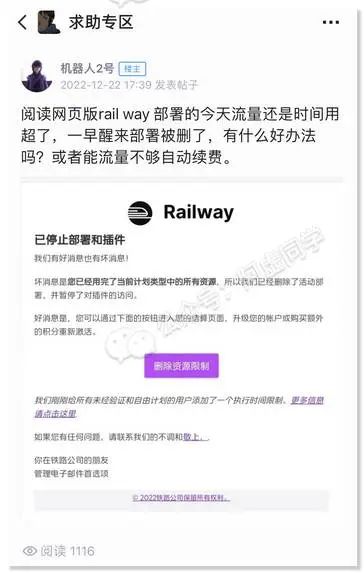 求助专区
机器人2号 楼主
2022-12-22 17:39 发表帖子
阅读网页版rail way 部署的今天流量还是时间用
超了，一早醒来部署被删了，有什么好办法
吗？或者能流量不够自动续费。
Railway
已停止部署和插件
我们有好消息也有坏消息！
坏消息是您已经用完了当前计划类型中的所有资源，所以我们已经删除了活动部
署，并暂停了对插件的访问。
好消息是，您可以通过下面的按钮进入您的结算页面，升级您的帐户或购买额外
的积分重新激活。
删除资源限制
我们刚刚给所有未经验证和自由计划的用户添加了一个执行时间限制，更多信息
请点击这里.
如果您有任何问题，请联系我们的不调和敬上，.
你在铁路公司的朋友
管理电子邮件首选项
© 2022铁路公司保留所有权利。
阅读 1116